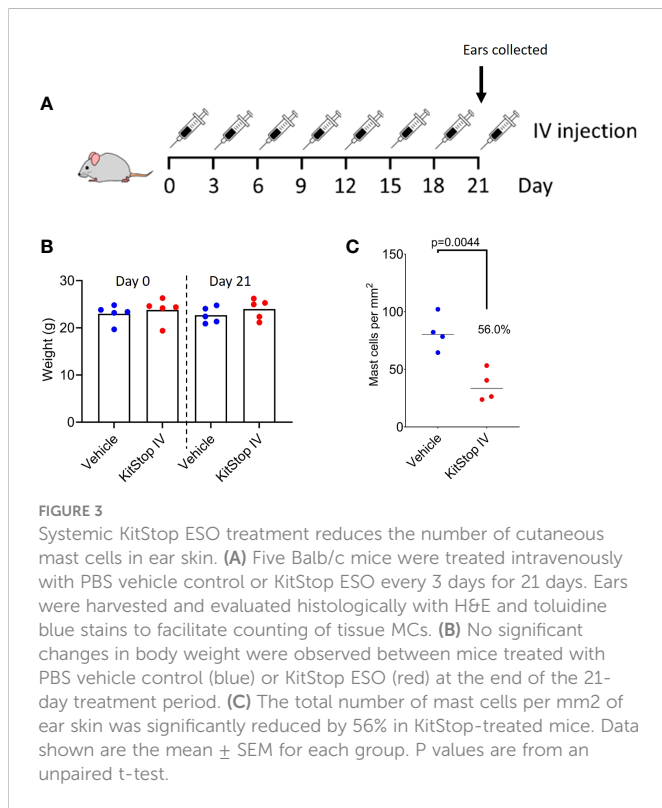 Ears collected
A
IV injection
0 3 6 9 12 15 18 21 Day
B
C
30
20
10
0
Weight (g)
Day 0
Day 21
Vehicle
KitStop IV
Vehicle
KitStop IV
p=0.0044
150
100
50
0
Mast cells per mm²
56.0%
Vehicle
KitStop IV
FIGURE 3
Systemic KitStop ESO treatment reduces the number of cutaneous
mast cells in ear skin. (A) Five Balb/c mice were treated intravenously
with PBS vehicle control or KitStop ESO every 3 days for 21 days. Ears
were harvested and evaluated histologically with H&E and toluidine
blue stains to facilitate counting of tissue MCs. (B) No significant
changes in body weight were observed between mice treated with
PBS vehicle control (blue) or KitStop ESO (red) at the end of the 21-
day treatment period. (C) The total number of mast cells per mm2 of
ear skin was significantly reduced by 56% in KitStop-treated mice. Data
shown are the mean ± SEM for each group. P values are from an
unpaired t-test.